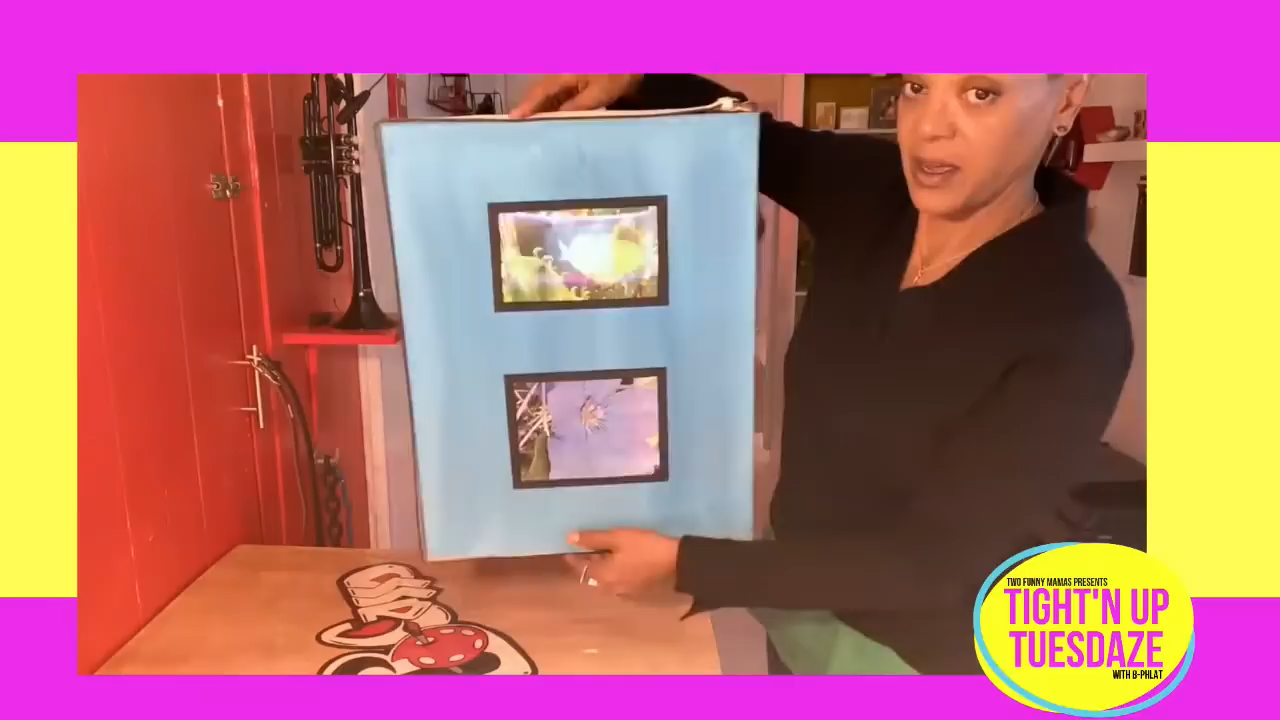 TWO FUNNY MAMAS PRESENTS
TIGHT'N UP
TUESDAZE
WITH B-PHLAT